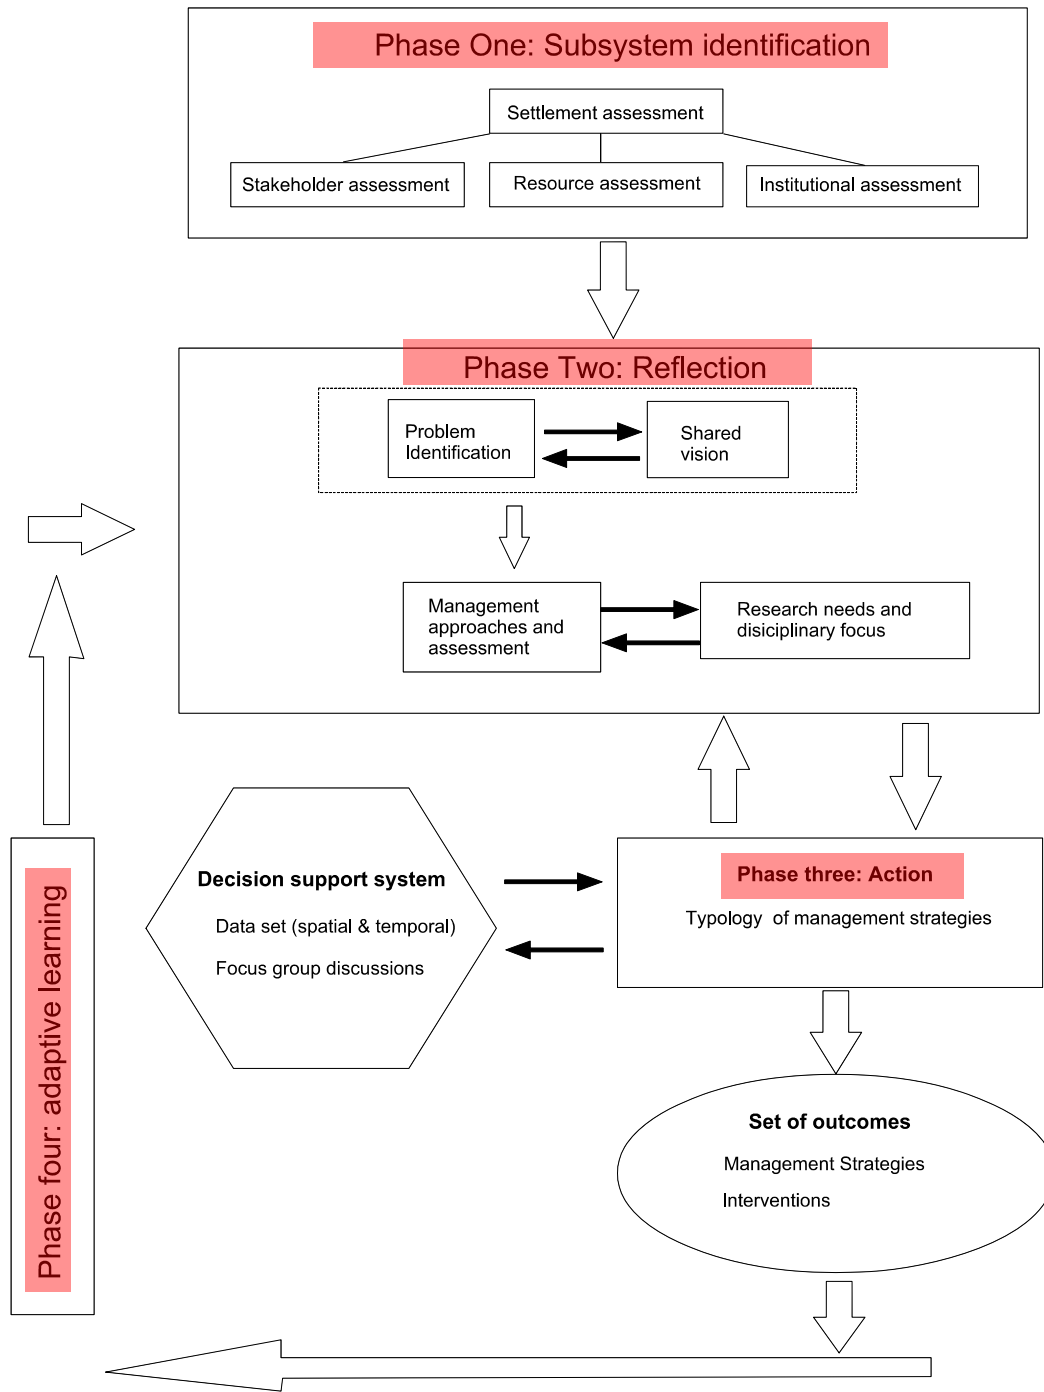 Phase One: Subsystem identification
Settlement assessment
Stakeholder assessment
Resource assessment
Institutional assessment
Phase Two: Reflection
Problem
Identification
Shared
vision
Management
approaches and
assessment
Research needs and
disiciplinary focus
Decision support system
Data set (spatial & temporal)
Focus group discussions
Phase three: Action
Typology of management strategies
Set of outcomes
Management Strategies
Interventions
Phase four: adaptive learning